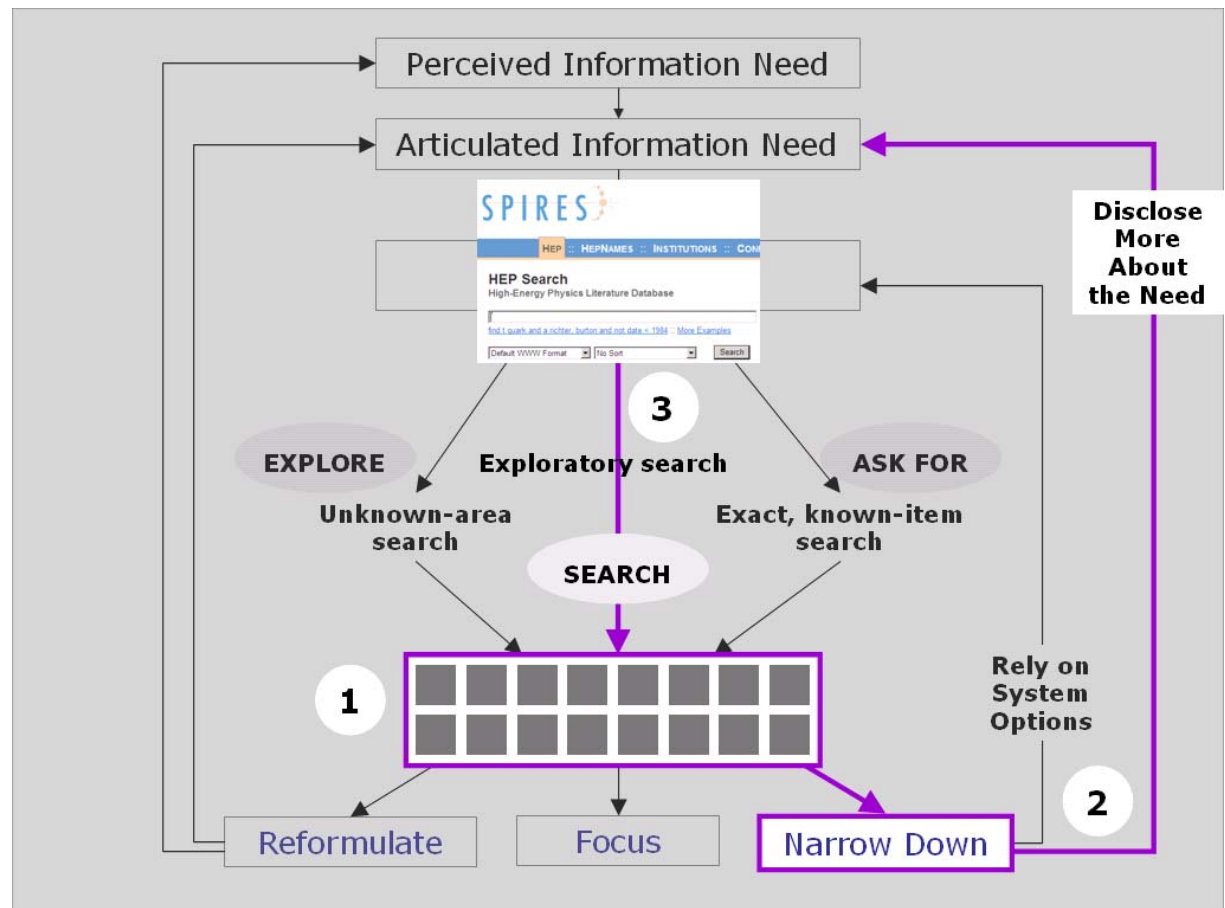 Perceived Information Need
Articulated Information Need
SPIRES
HEP :: HEPNAMES :: INSTITUTIONS :: CON
HEP Search
High-Energy Physics Literature Database
find t quark and a richter, burton and not date < 1984 :: More Examples
Default WWW Format
No Sort
Search
Disclose
More
About
the Need
3
EXPLORE
Exploratory search
ASK FOR
Unknown-area
search
Exact, known-item
search
SEARCH
1
Rely on
System
Options
2
Reformulate
Focus
Narrow Down